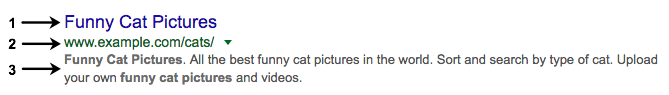 1 Funny Cat Pictures
2 www.example.com/cats/
3 Funny Cat Pictures. All the best funny cat pictures in the world. Sort and search by type of cat. Upload
your own funny cat pictures and videos.